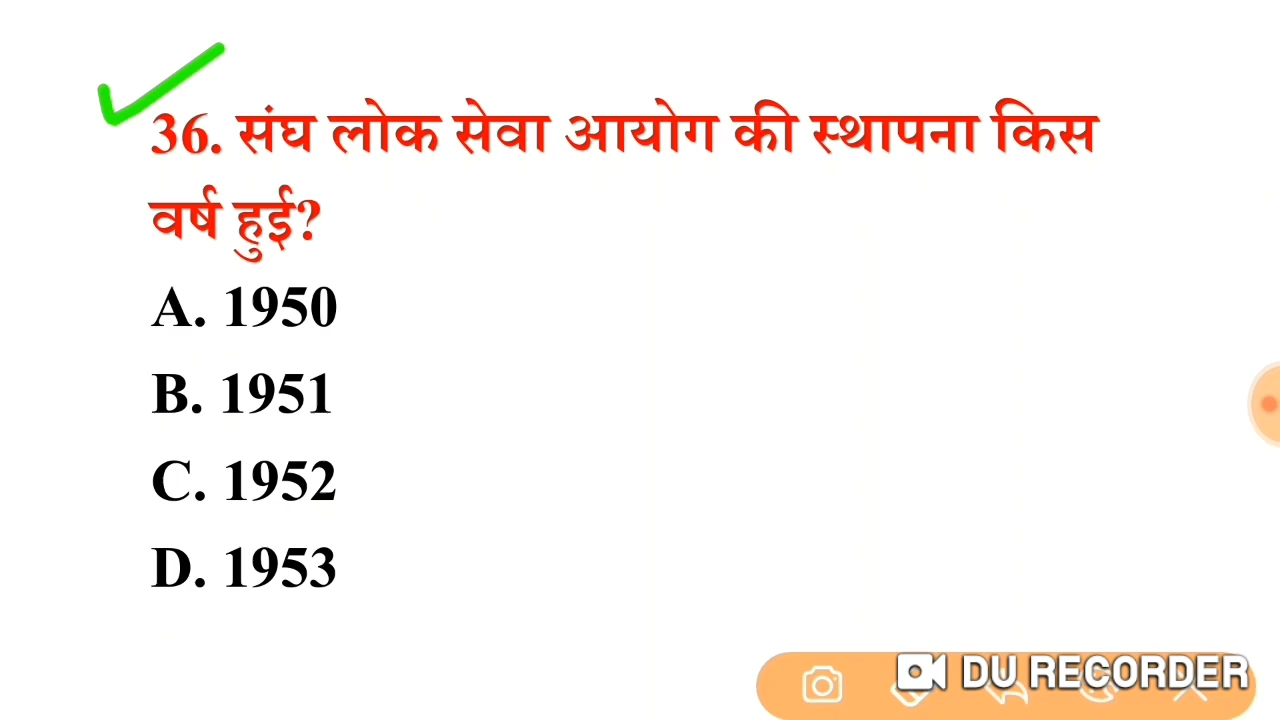 36. संघ लोक सेवा आयोग की स्थापना किस
वर्ष हुई?
A. 1950
B. 1951
C. 1952
D. 1953
DU RECORDER